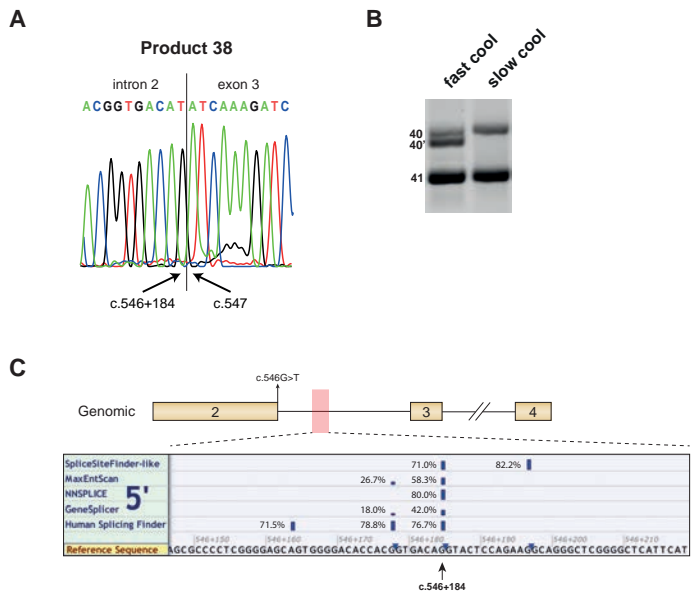 A
Product 38
intron 2
exon 3
ACGGTGACATATCAAAGATC
c.546+184
c.547
B
fast cool
slow cool
40
40'
41
C
c.546G>T
Genomic
2
3
4
5'
SpliceSiteFinder-like
71.0%
82.2%
MaxEntScan
26.7%
58.3%
NNSPLICE
80.0%
GeneSplicer
18.0%
42.0%
Human Splicing Finder
71.5%
78.8%
76.7%
546+150
546+160
546+170
546+180
546+190
546+200
546+210
Reference Sequence
AGCGCCCCTCGGGGAGCAGTGGGGACACCACGGTGACAGGTACTCCAGAAGGCAGGGCTCGGGGCTCATTCAT
c.546+184